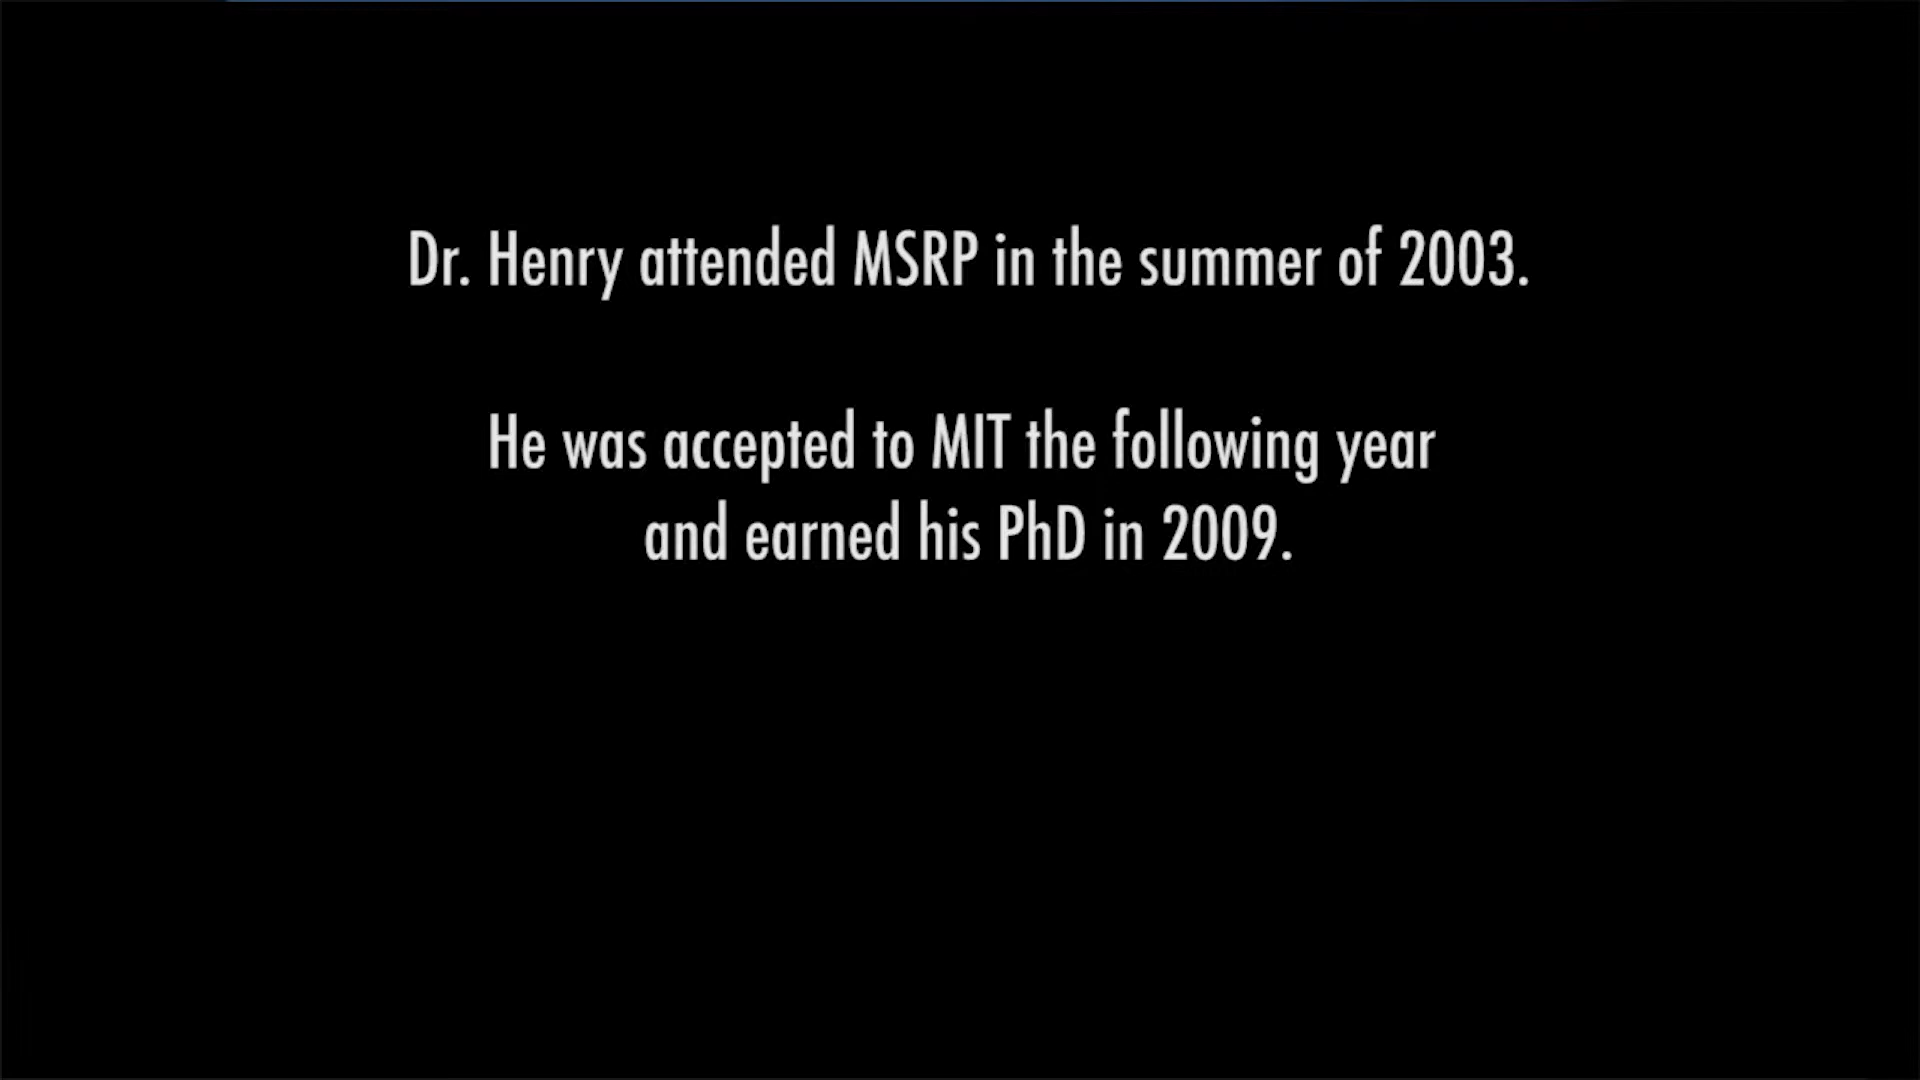 Dr. Henry attended MSRP in the summer of 2003.
He was accepted to MIT the following year
and earned his PhD in 2009.